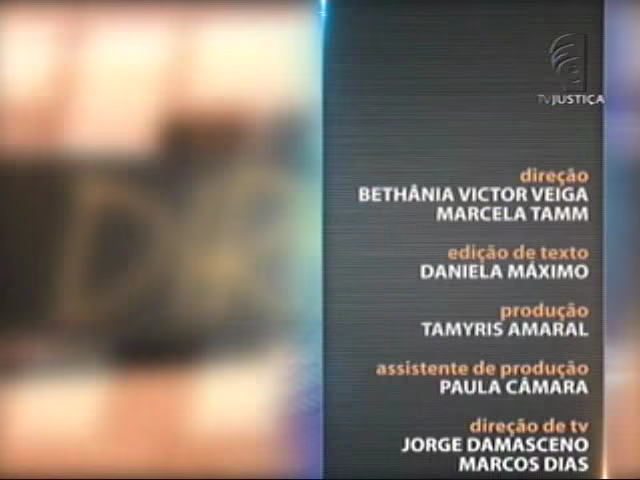 TV JUSTIÇA
direção
BETHÂNIA VICTOR VEIGA
MARCELA TAMM
edição de texto
DANIELA MÁXIMO
produção
TAMYRIS AMARAL
assistente de produção
PAULA CÂMARA
direção de tv
JORGE DAMASCENO
MARCOS DIAS